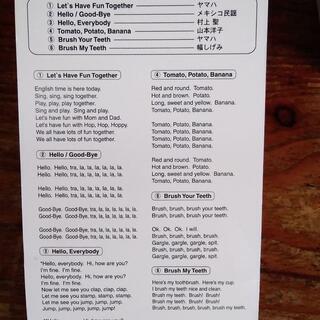 ① Let's Have Fun Together ヤマハ
② Hello / Good-Bye メキシコ民謡
③ Hello, Everybody 村上 聖
④ Tomato, Potato, Banana 山本洋子
⑤ Brush Your Teeth ヤマハ
⑥ Brush My Teeth 幅しげみ
① Let's Have Fun Together
English time is here today.
Sing, sing, sing together.
Play, play, play together.
Sing and play. Sing and play.
Let's have fun with Mom and Dad.
Let's have fun with Hop, Hop, Hoppy.
We all have lots of fun together.
We all have lots of fun together.
② Hello / Good-Bye
Hello. Hello, tra, la, la, la, la, la, la.
Hello. Hello, tra, la, la, la, la, la.
Hello. Hello, tra, la, la, la, la, la, la.
Hello. Hello, tra, la, la, la, la, la.
Good-Bye. Good-Bye, tra, la, la, la, la, la, la.
Good-Bye. Good-Bye, tra, la, la, la, la, la.
Good-Bye. Good-Bye, tra, la, la, la, la, la, la.
Good-Bye. Good-Bye, tra, la, la, la, la, la.
③ Hello, Everybody
"Hello, everybody. Hi, how are you?
I'm fine. I'm fine.
Hello, everybody. Hi, how are you?
I'm fine. I'm fine.
Now let me see you clap, clap, clap.
Let me see you stamp, stamp, stamp.
Let me see you jump, jump, jump.
Jump, jump, jump, jump!
④ Tomato, Potato, Banana
Red and round. Tomato.
Hot and brown. Potato.
Long, sweet and yellow. Banana.
Tomato, Potato, Banana.
Tomato, Potato, Banana.
Red and round. Tomato.
Hot and brown. Potato.
Long, sweet and yellow. Banana.
Tomato, Potato, Banana.
Tomato, Potato, Banana.
⑤ Brush Your Teeth
Brush, brush, brush your teeth.
Brush, brush, brush your teeth.
Ok. Ok. Ok. I will.
Brush, brush, brush, brush.
Gargle, gargle, gargle, spit.
Brush, brush, brush, brush.
Gargle, gargle, gargle, spit.
⑥ Brush My Teeth
Here's my toothbrush. Here's my cup.
I brush my teeth nice and clean.
Brush my teeth. Brush! Brush!
Brush my teeth. Brush! Brush!
Brush, brush, brush, brush, brush my teeth.